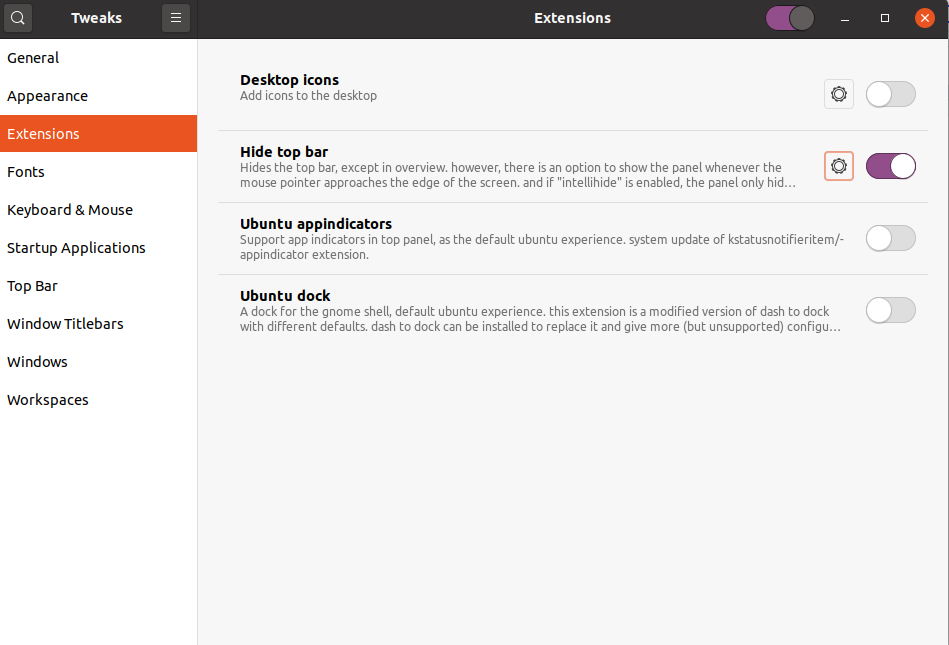 Tweaks
Extensions
General
Appearance
Extensions
Fonts
Keyboard & Mouse
Startup Applications
Top Bar
Window Titlebars
Windows
Workspaces
Desktop icons
Add icons to the desktop
Hide top bar
Hides the top bar, except in overview. however, there is an option to show the panel whenever the
mouse pointer approaches the edge of the screen. and if "intellihide" is enabled, the panel only hid…
Ubuntu appindicators
Support app indicators in top panel, as the default ubuntu experience. system update of kstatusnotifieritem/-
appindicator extension.
Ubuntu dock
A dock for the gnome shell, default ubuntu experience. this extension is a modified version of dash to dock
with different defaults. dash to dock can be installed to replace it and give more (but unsupported) configu…